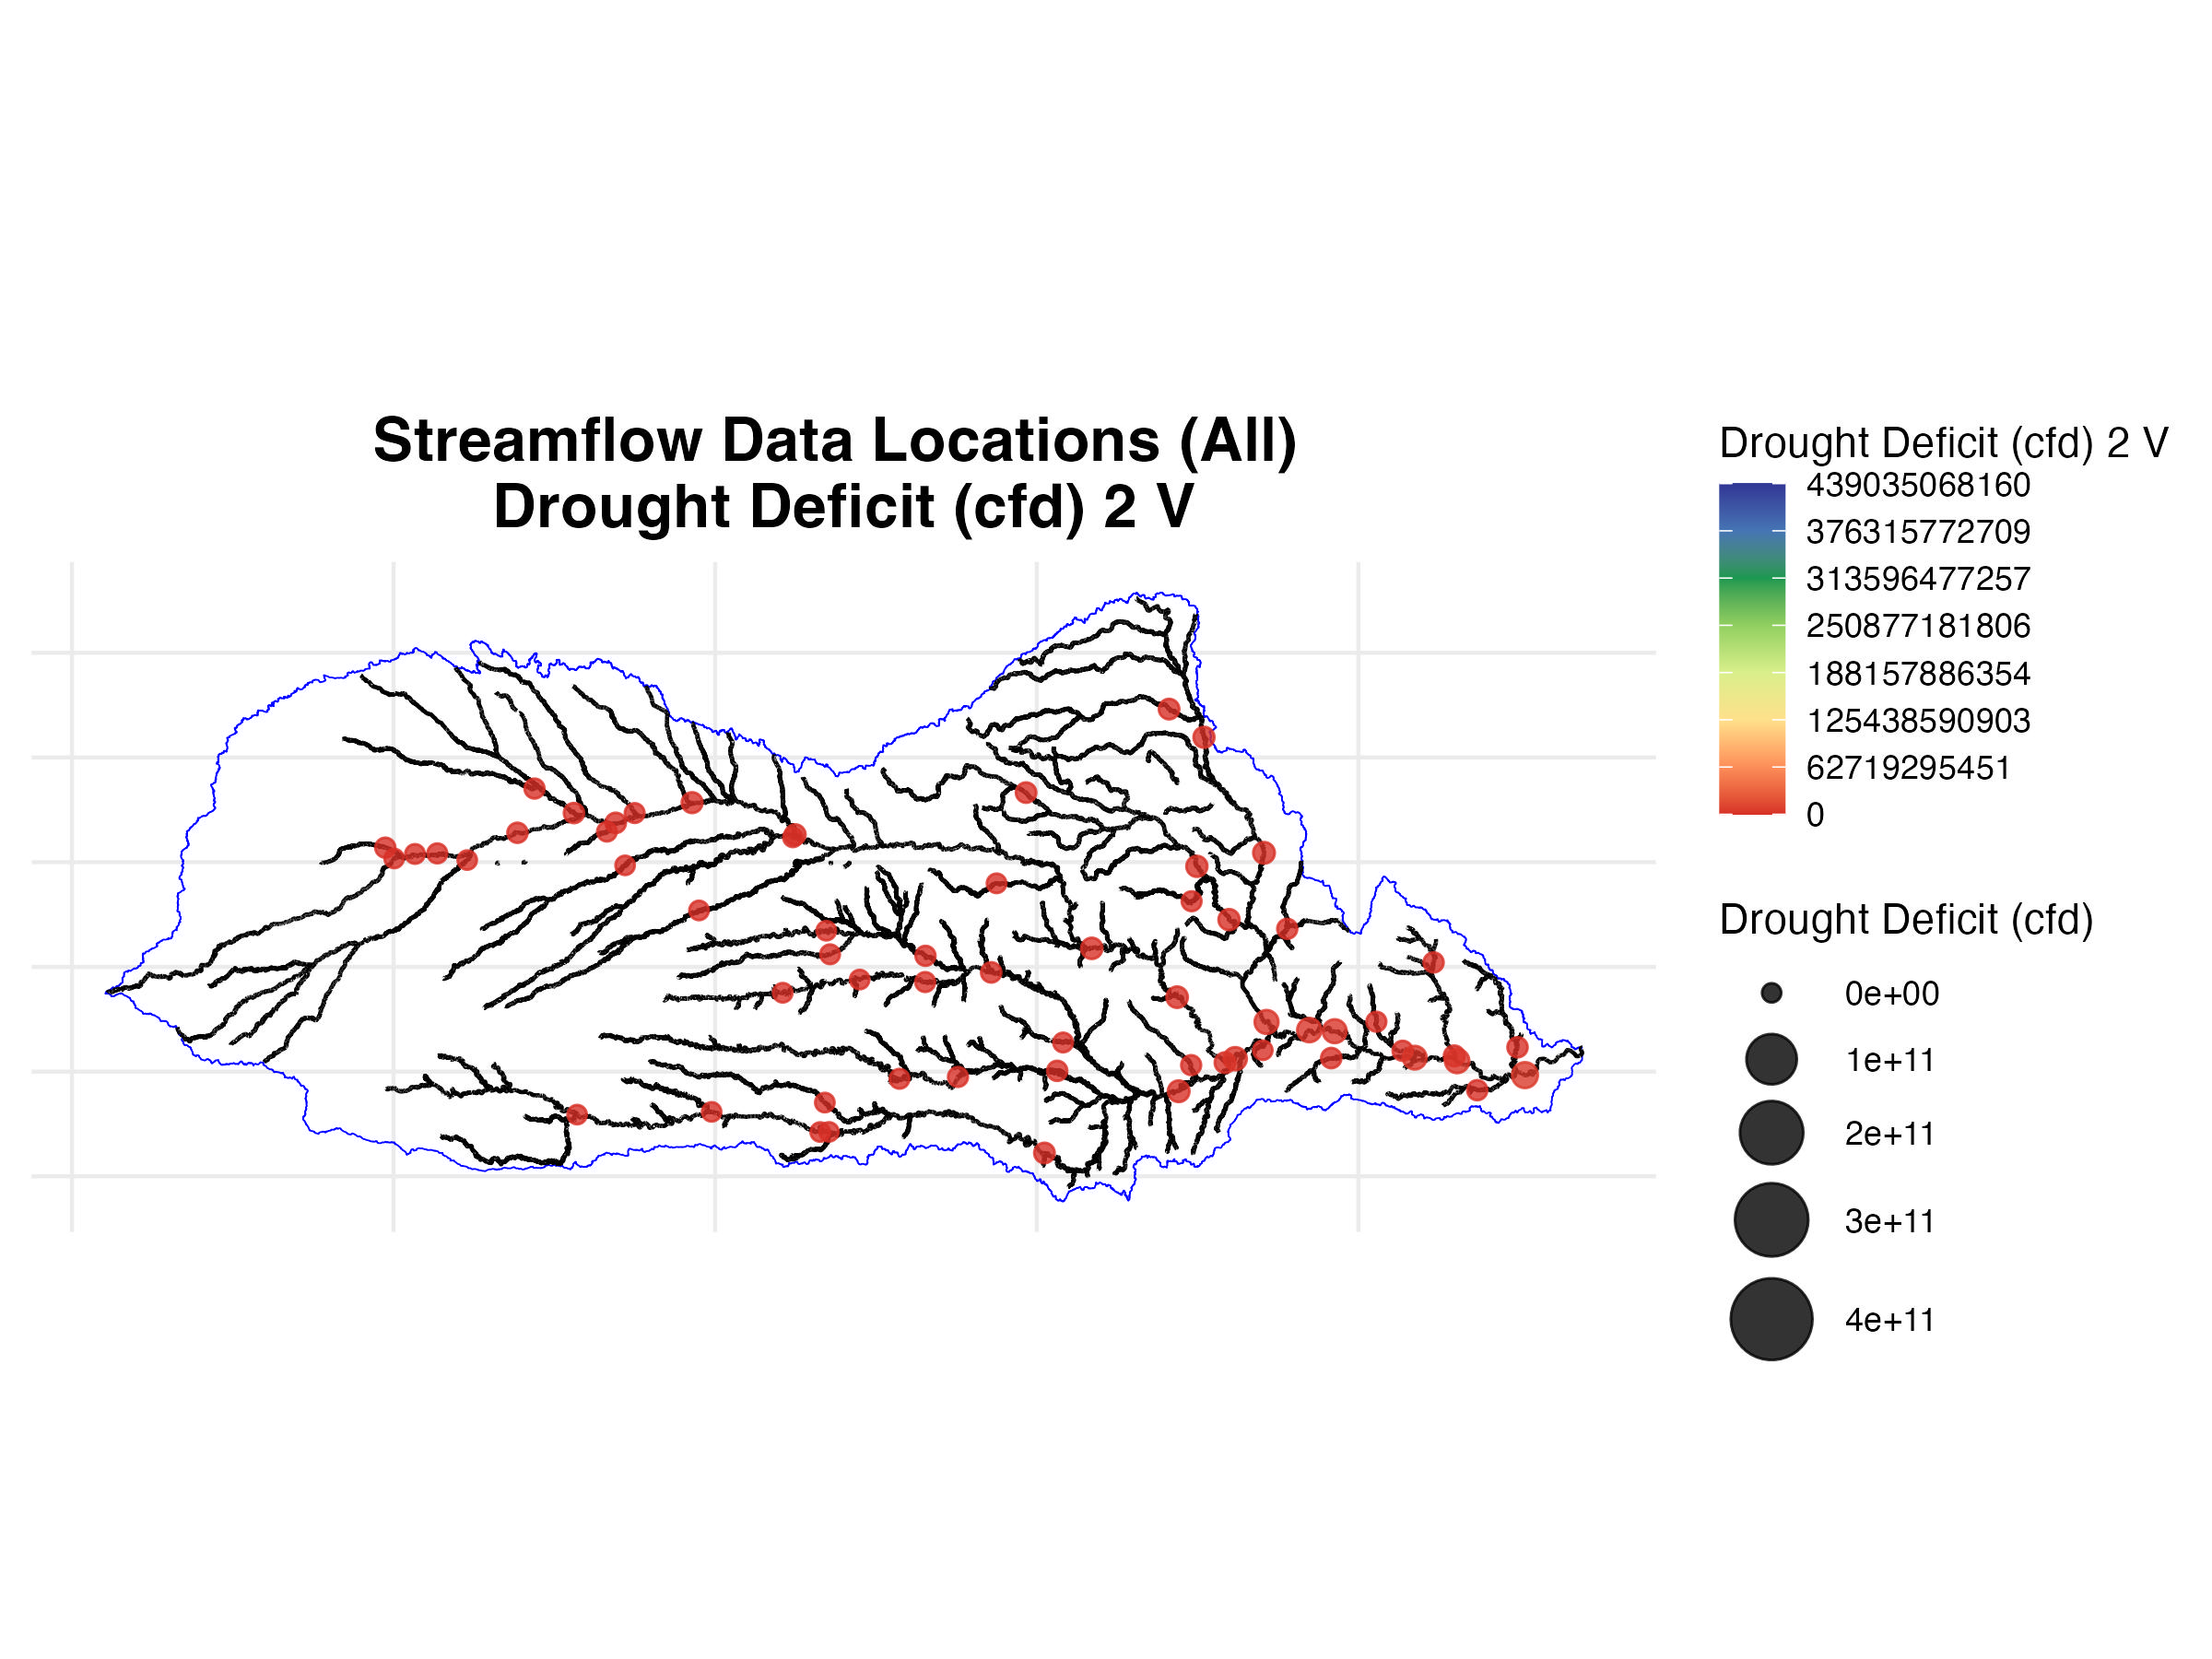 Streamflow Data Locations (All)
Drought Deficit (cfd) 2 V
Drought Deficit (cfd) 2 V
439035068160
376315772709
313596477257
250877181806
188157886354
125438590903
62719295451
0
Drought Deficit (cfd)
0e+00
1e+11
2e+11
3e+11
4e+11